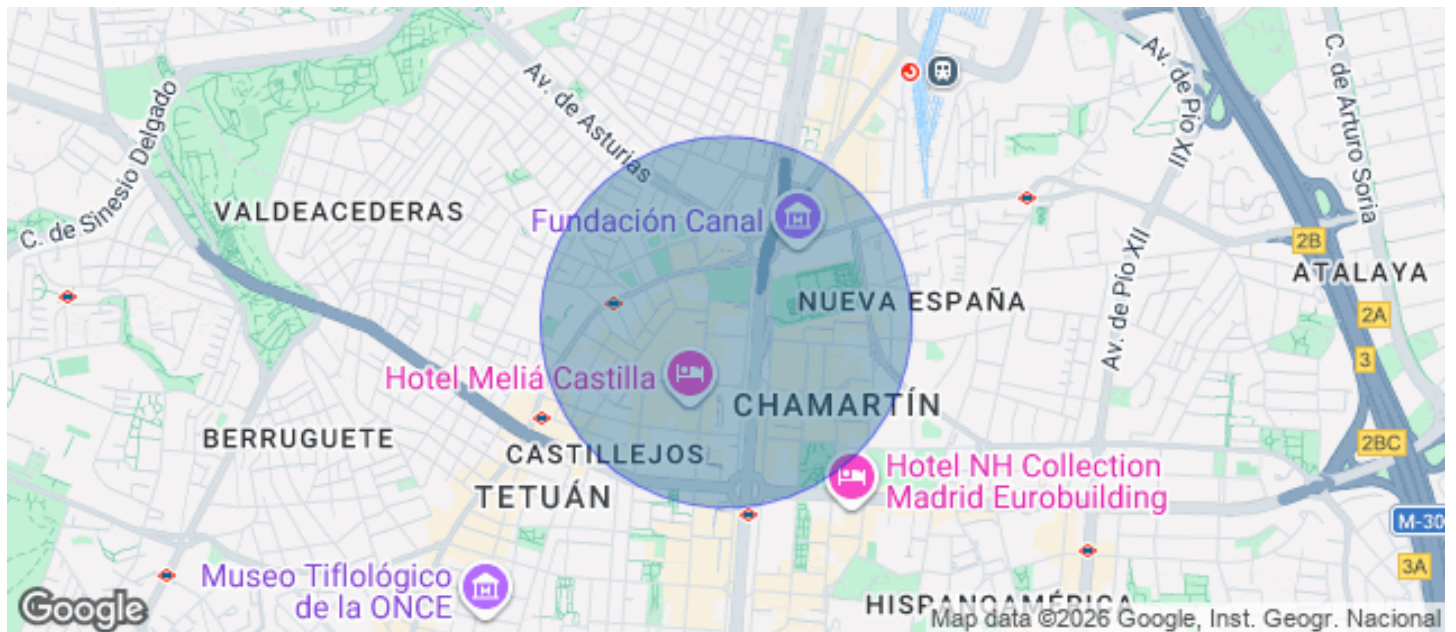 Av. de Asturias
Av. de Pío XII
C. de Arturo Soria
C. de Sinesio Delgado
VALDEACEDERAS
Fundación Canal
2B
ATALAYA
NUEVA ESPAÑA
2A
Av. de Pío XII
3
Hotel Meliá Castilla
CHAMARTÍN
BERRUGUETE
CASTILLEJOS
2BC
Hotel NH Collection
Madrid Eurobuilding
TETUÁN
M-30
3A
Museo Tiflológico
de la ONCE
HISPANOAMÉRICA
Google
Map data ©2026 Google, Inst. Geogr. Nacional